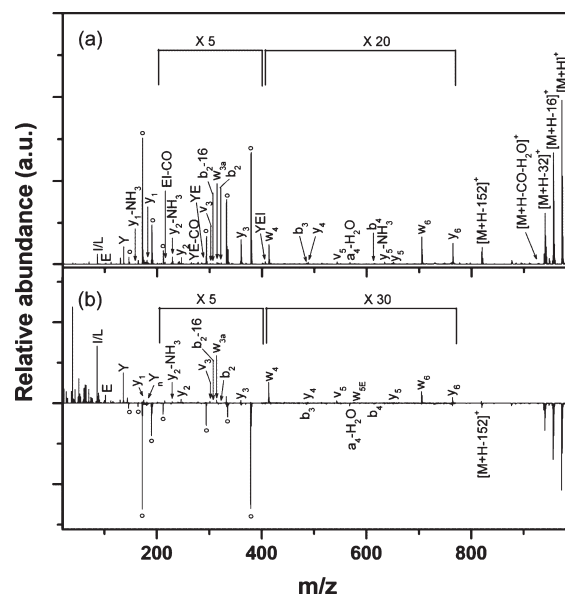 X 5
X 20
(a)
[M+H]⁺
[M+H-16]⁺
[M+H-32]⁺
[M+H-CO-H₂O]⁺
[M+H-152]⁺
I/L
E
Y
y₁-NH₃
y₁
EI-CO
y₂-NH₃
y₂
YE-CO
YE
v₃
b₂-16
w₃ₐ
b₂
y₃
YEI
w₄
b₃
y₄
v₅
a₄-H₂O
b₄
y₅-NH₃
y₅
w₆
y₆
Relative abundance (a.u.)
X 5
X 30
(b)
I/L
E
Y
y₁
Yₙ
y₂-NH₃
y₂
v₃
b₂-16
w₃ₐ
b₂
y₃
w₄
y₄
b₃
v₅
w₅E
a₄-H₂O
b₄
y₅
w₆
y₆
[M+H-152]⁺
200 400 600 800
m/z